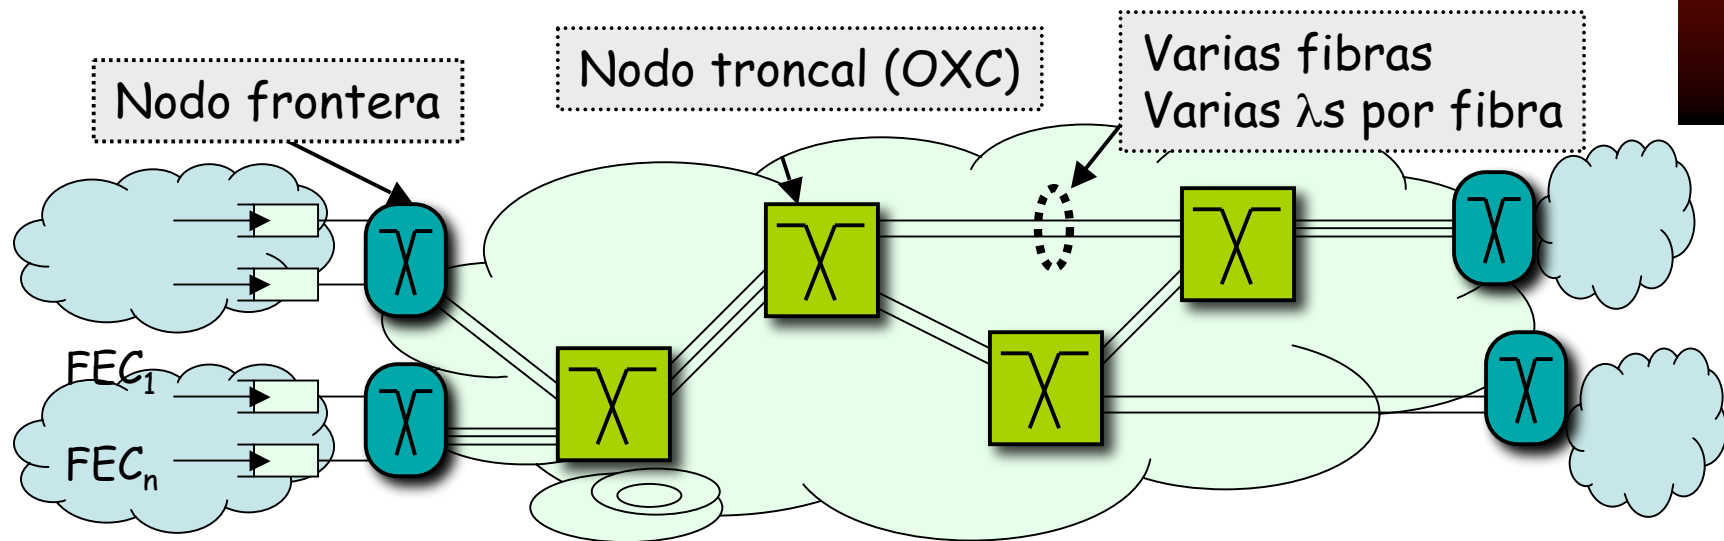 Nodo frontera
Nodo troncal (OXC)
Varias fibras
Varias λs por fibra
FEC₁
FECₙ